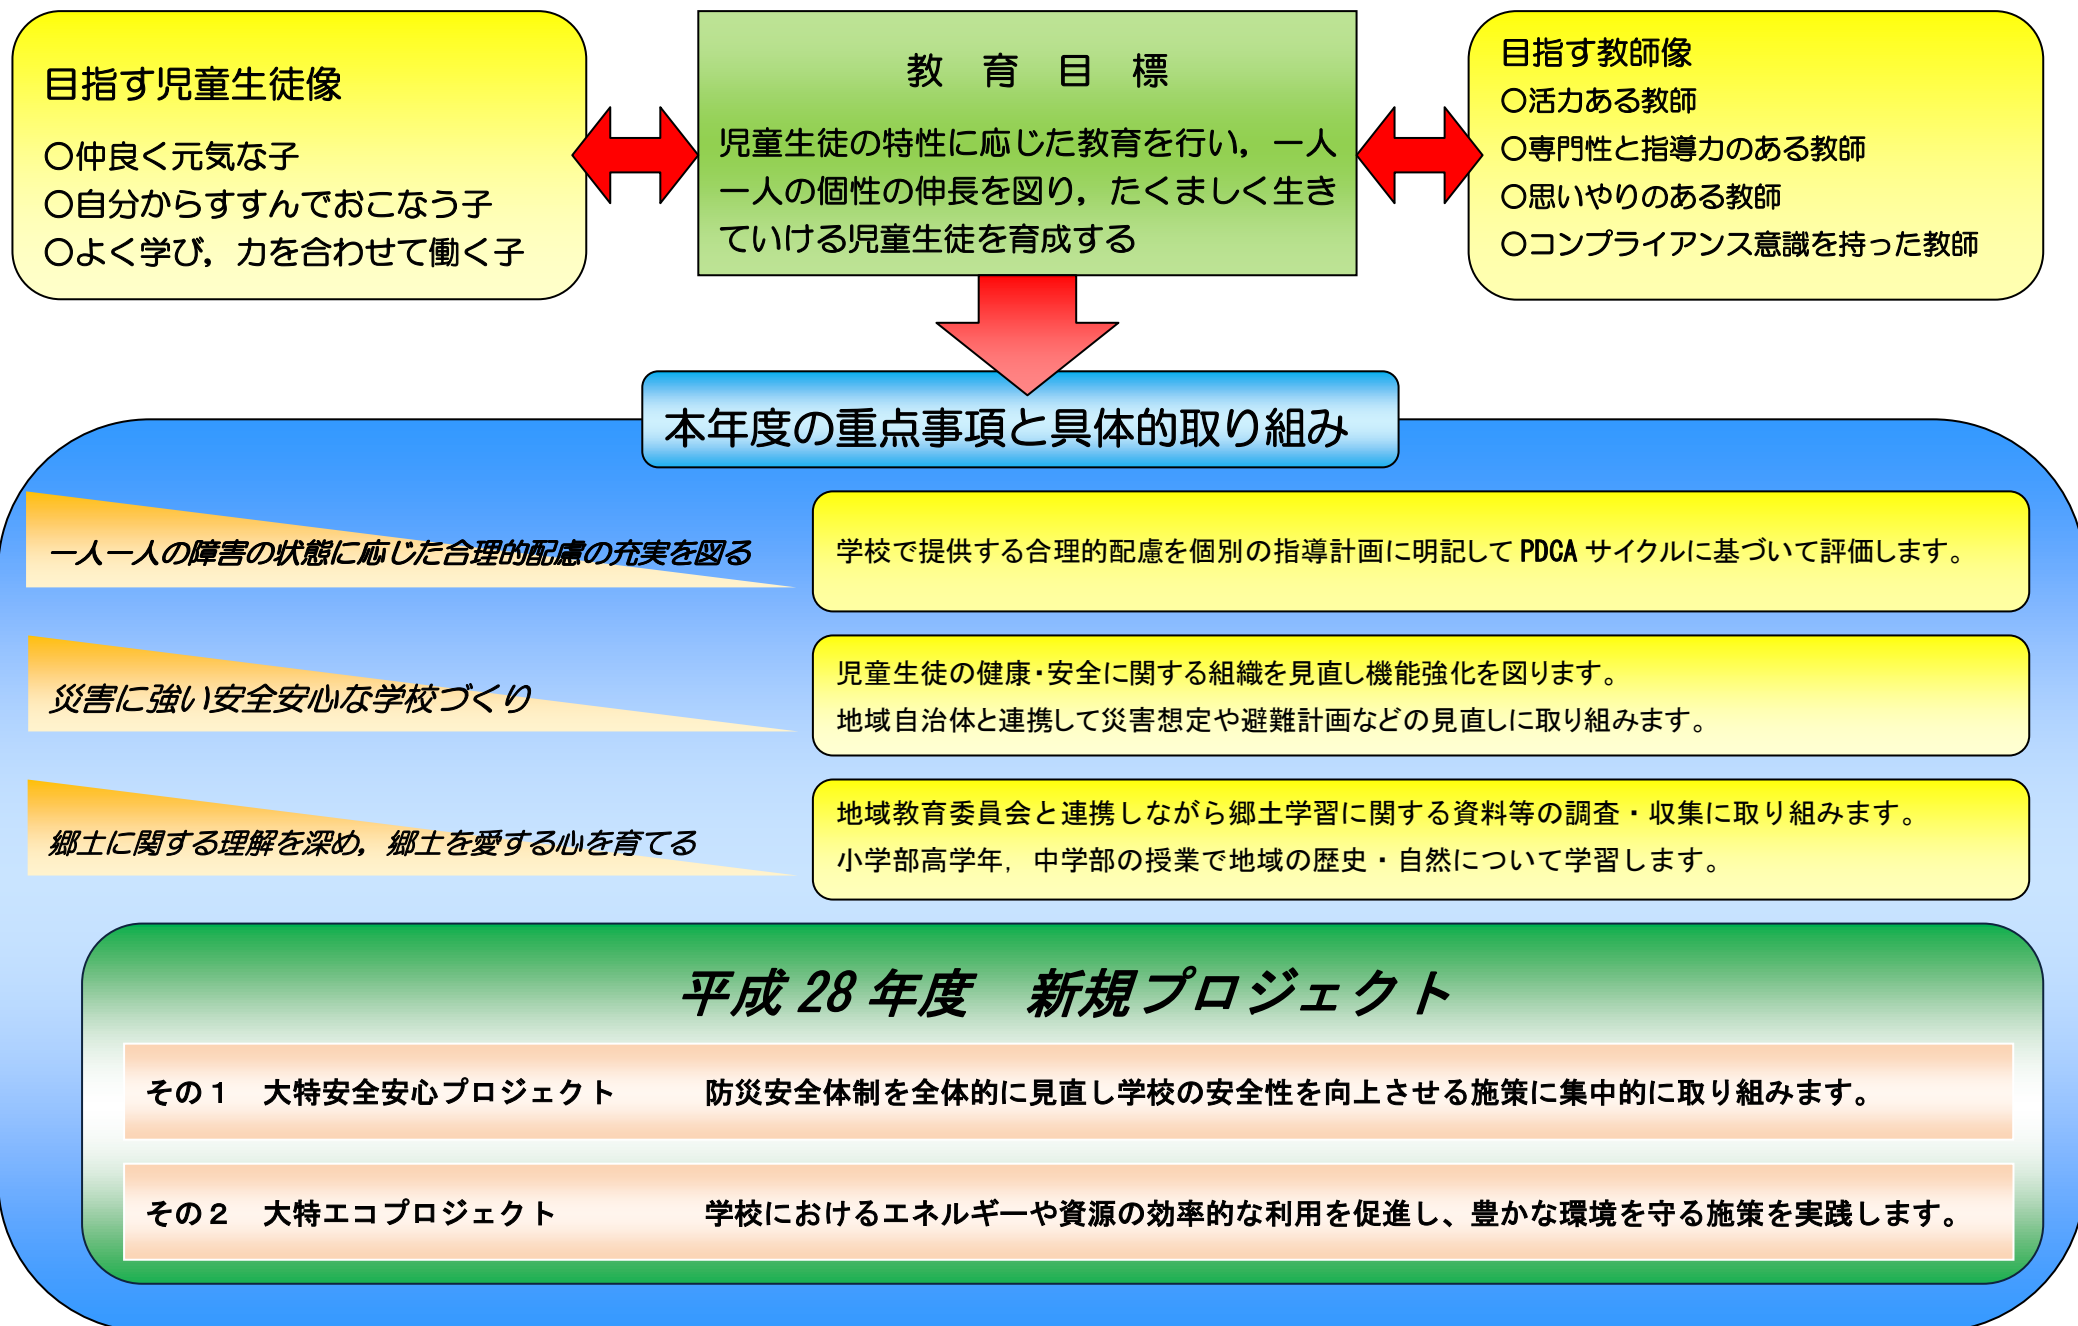 目指す児童生徒像
〇仲良く元気な子
〇自分からすすんでおこなう子
〇よく学び，力を合わせて働く子
教　育　目　標
児童生徒の特性に応じた教育を行い，一人
一人の個性の伸長を図り，たくましく生き
ていける児童生徒を育成する
目指す教師像
〇活力ある教師
〇専門性と指導力のある教師
〇思いやりのある教師
〇コンプライアンス意識を持った教師
本年度の重点事項と具体的取り組み
一人一人の障害の状態に応じた合理的配慮の充実を図る
学校で提供する合理的配慮を個別の指導計画に明記して PDCA サイクルに基づいて評価します。
災害に強い安全安心な学校づくり
児童生徒の健康・安全に関する組織を見直し機能強化を図ります。
地域自治体と連携して災害想定や避難計画などの見直しに取り組みます。
郷土に関する理解を深め，郷土を愛する心を育てる
地域教育委員会と連携しながら郷土学習に関する資料等の調査・収集に取り組みます。
小学部高学年，中学部の授業で地域の歴史・自然について学習します。
平成 28 年度　新規プロジェクト
その１　大特安全安心プロジェクト　　　防災安全体制を全体的に見直し学校の安全性を向上させる施策に集中的に取り組みます。
その２　大特エコプロジェクト　　　　　学校におけるエネルギーや資源の効率的な利用を促進し、豊かな環境を守る施策を実践します。